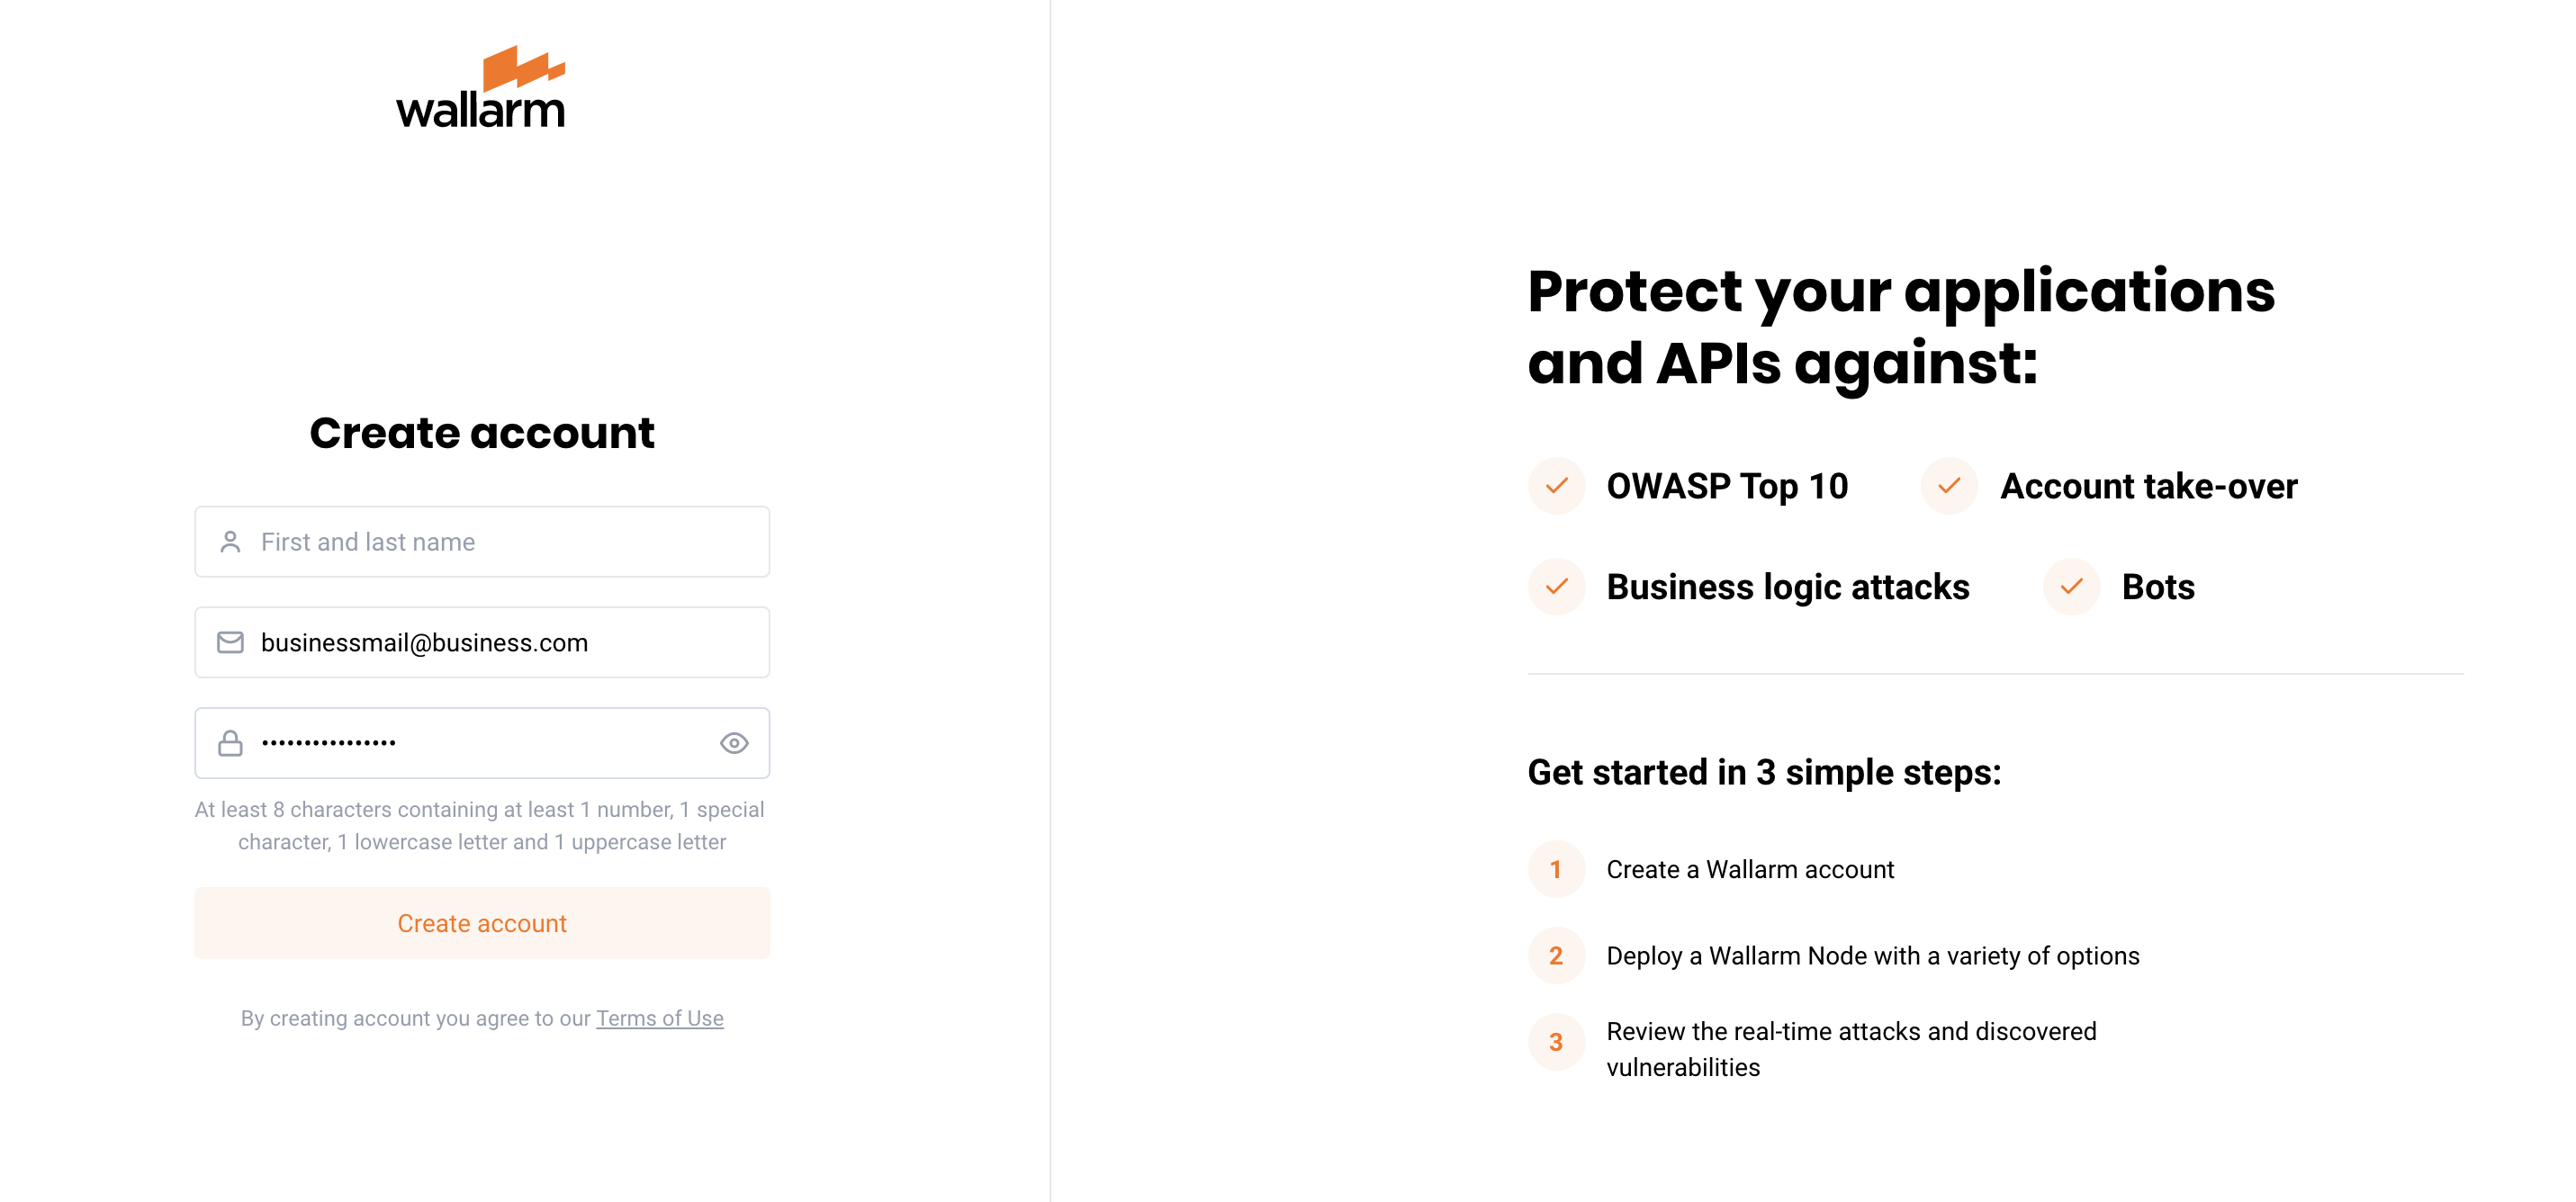 wallarm
Create account
First and last name
businessmail@business.com
••••••••••••••••
At least 8 characters containing at least 1 number, 1 special
character, 1 lowercase letter and 1 uppercase letter
Create account
By creating account you agree to our Terms of Use
Protect your applications
and APIs against:
OWASP Top 10 Account take-over
Business logic attacks Bots
Get started in 3 simple steps:
1 Create a Wallarm account
2 Deploy a Wallarm Node with a variety of options
3 Review the real-time attacks and discovered
vulnerabilities